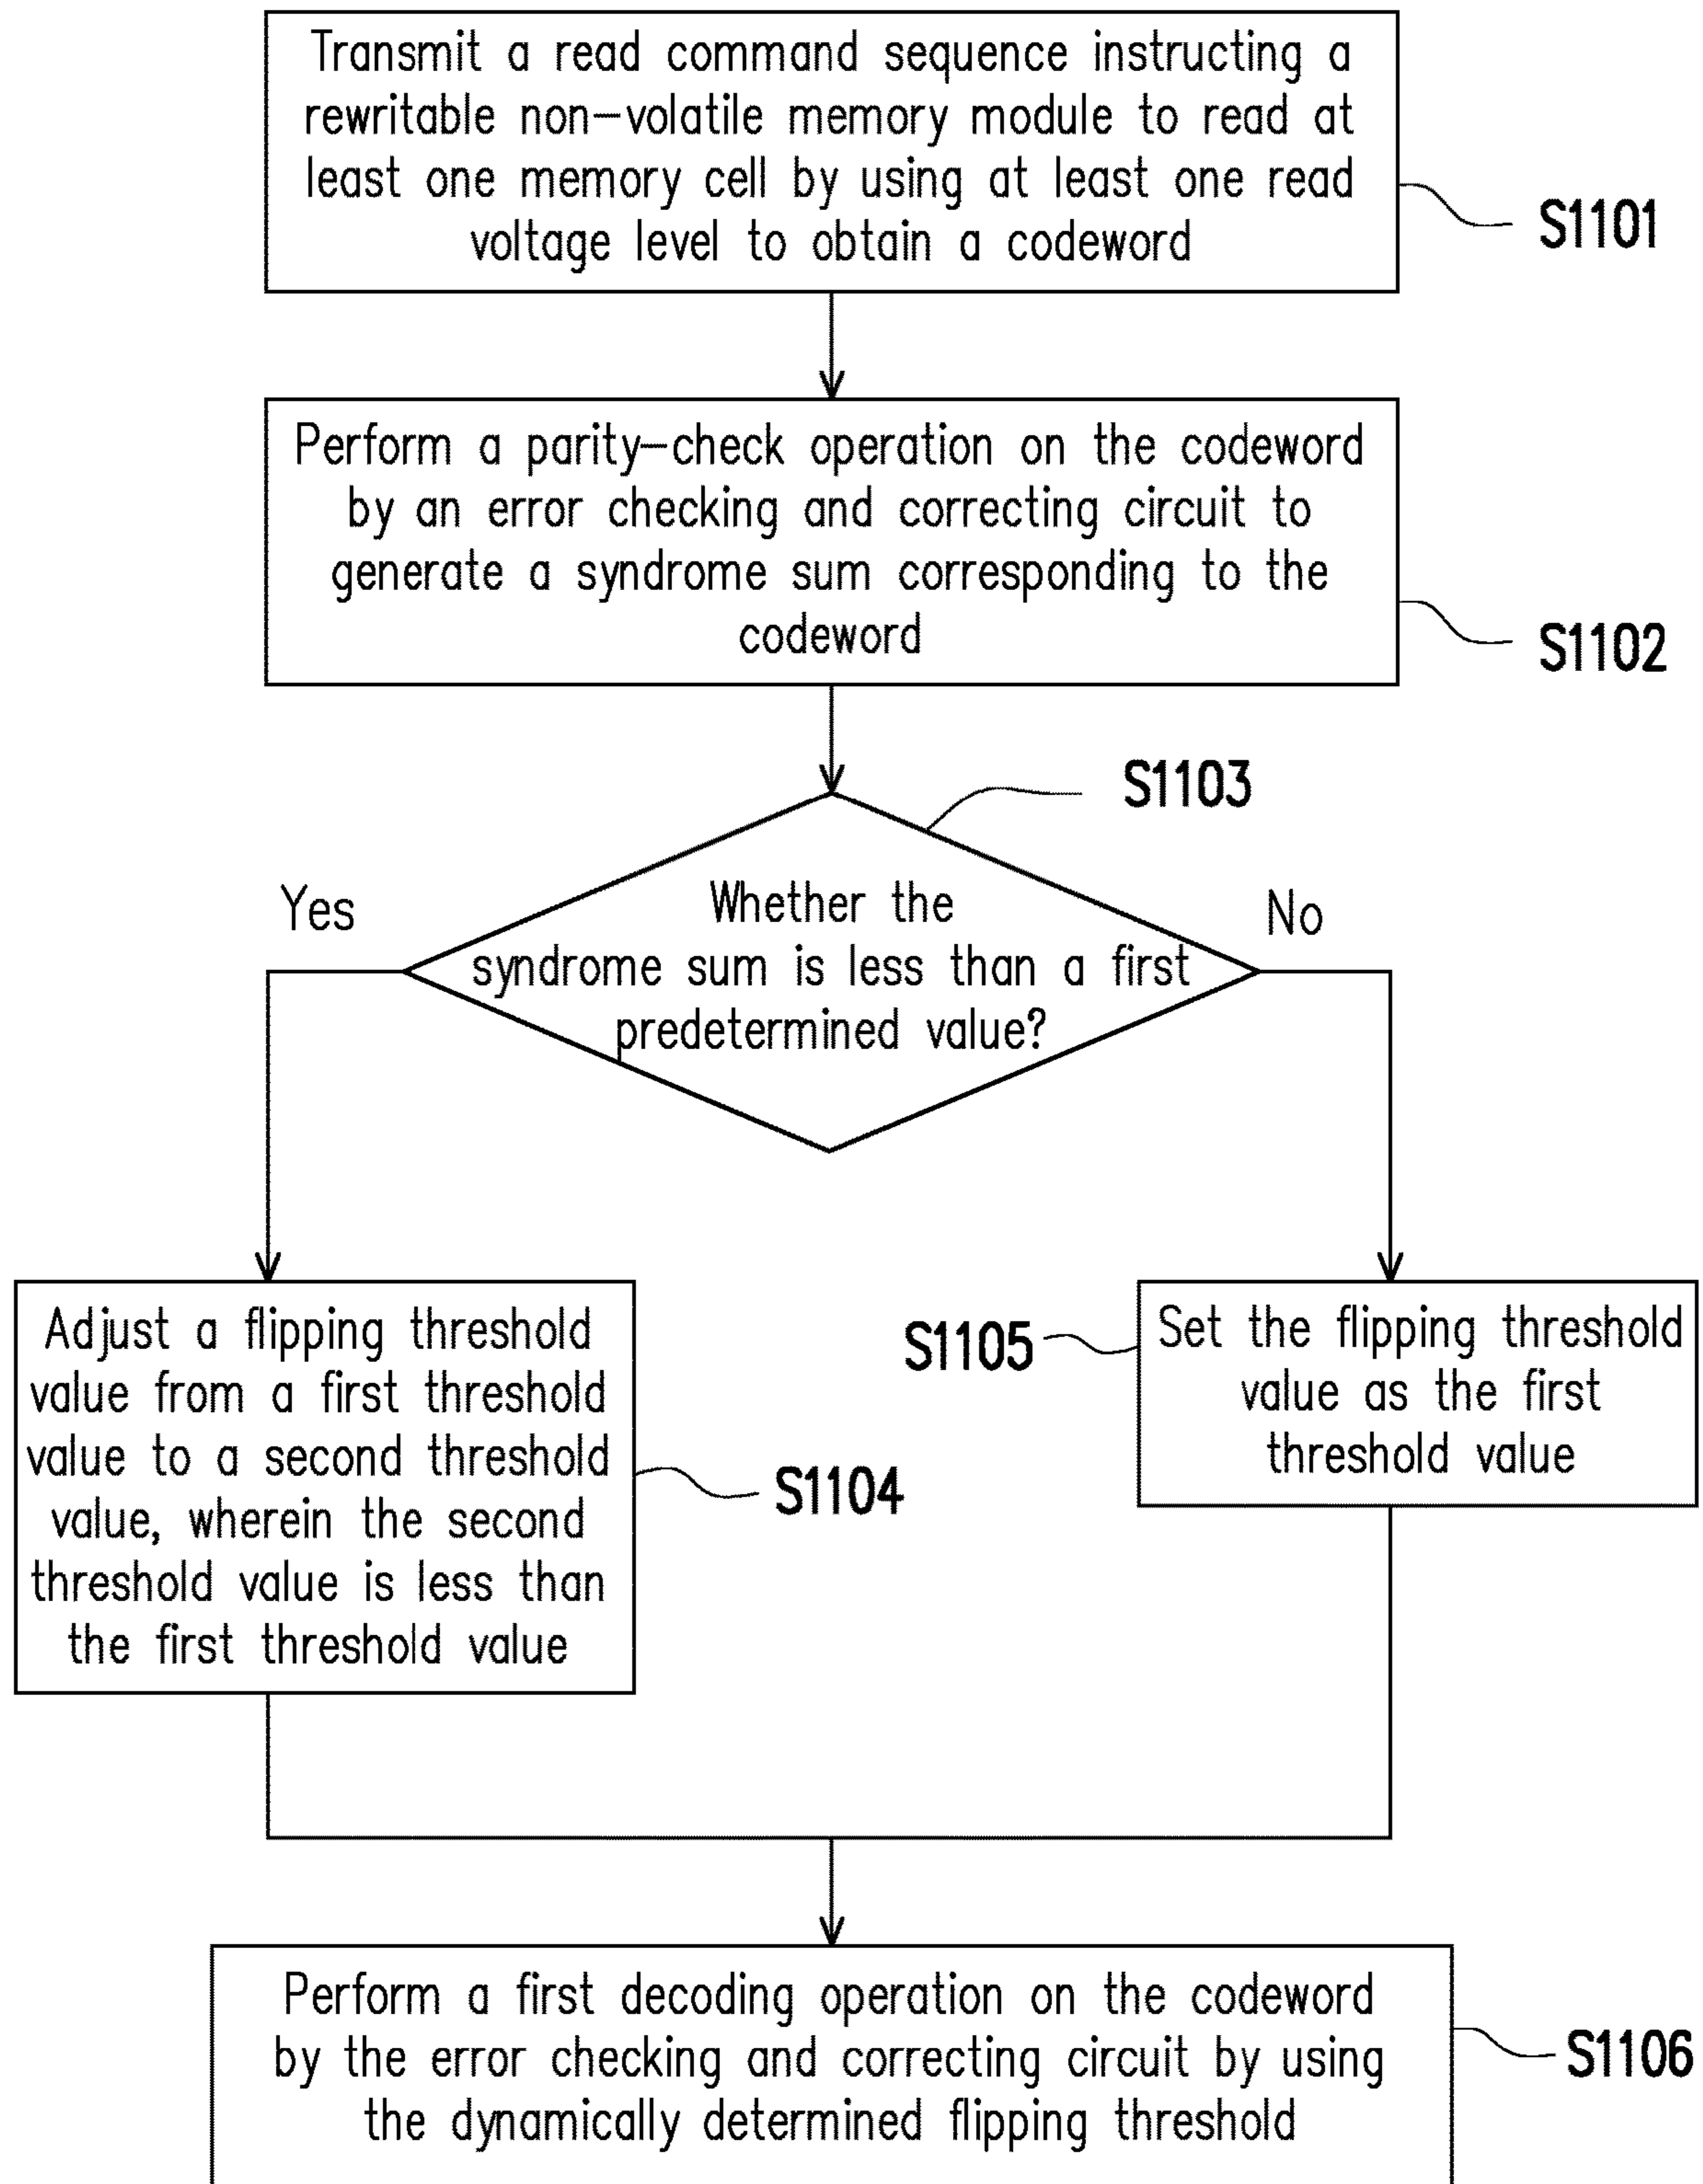 Transmit a read command sequence instructing a
rewritable non-volatile memory module to read at
least one memory cell by using at least one read
voltage level to obtain a codeword
S1101
Perform a parity-check operation on the codeword
by an error checking and correcting circuit to
generate a syndrome sum corresponding to the
codeword
S1102
S1103
Whether the
syndrome sum is less than a first
predetermined value?
Yes
No
Adjust a flipping threshold
value from a first threshold
value to a second threshold
value, wherein the second
threshold value is less than
the first threshold value
S1104
S1105
Set the flipping threshold
value as the first
threshold value
Perform a first decoding operation on the codeword
by the error checking and correcting circuit by using
the dynamically determined flipping threshold
S1106